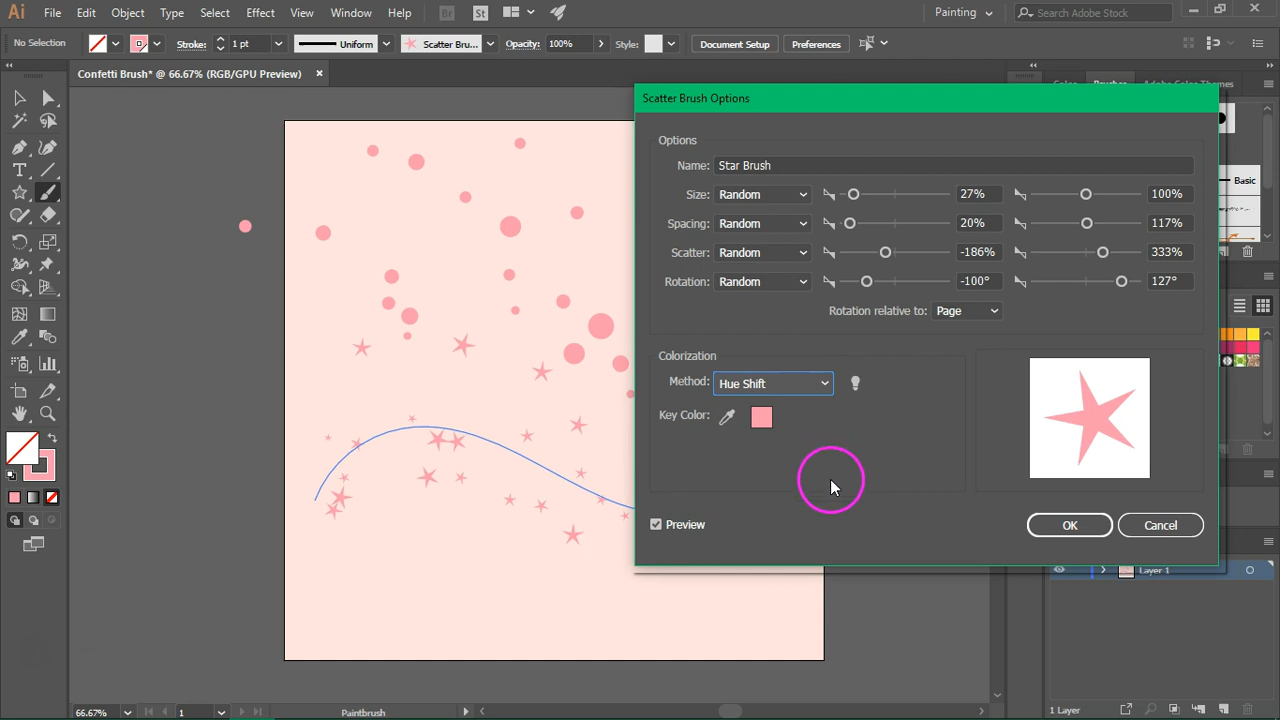 Ai File Edit Object Type Select Effect View Window Help Br St Painting Search Adobe Stock
No Selection Stroke: 1 pt Uniform Scatter Bru... Opacity: 100% Style: Document Setup Preferences
Confetti Brush* @ 66.67% (RGB/GPU Preview) ×
Color Brushes Adobe Color Themes
Scatter Brush Options
Options
Name: Star Brush
Size: Random 27% 100%
Basic
Spacing: Random 20% 117%
Scatter: Random -186% 333%
Rotation: Random -100° 127°
Rotation relative to: Page
Colorization
Method: Hue Shift
Key Color:
Preview OK Cancel
Layer 1
66.67% 1 Paintbrush 1 Layer